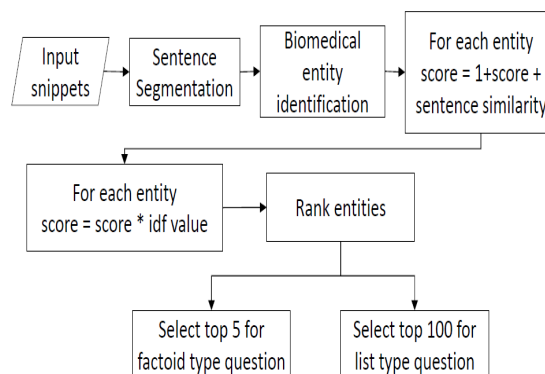 Input
snippets
Sentence
Segmentation
Biomedical
entity
identification
For each entity
score = 1+score +
sentence similarity
For each entity
score = score * idf value
Rank entities
Select top 5 for
factoid type question
Select top 100 for
list type question